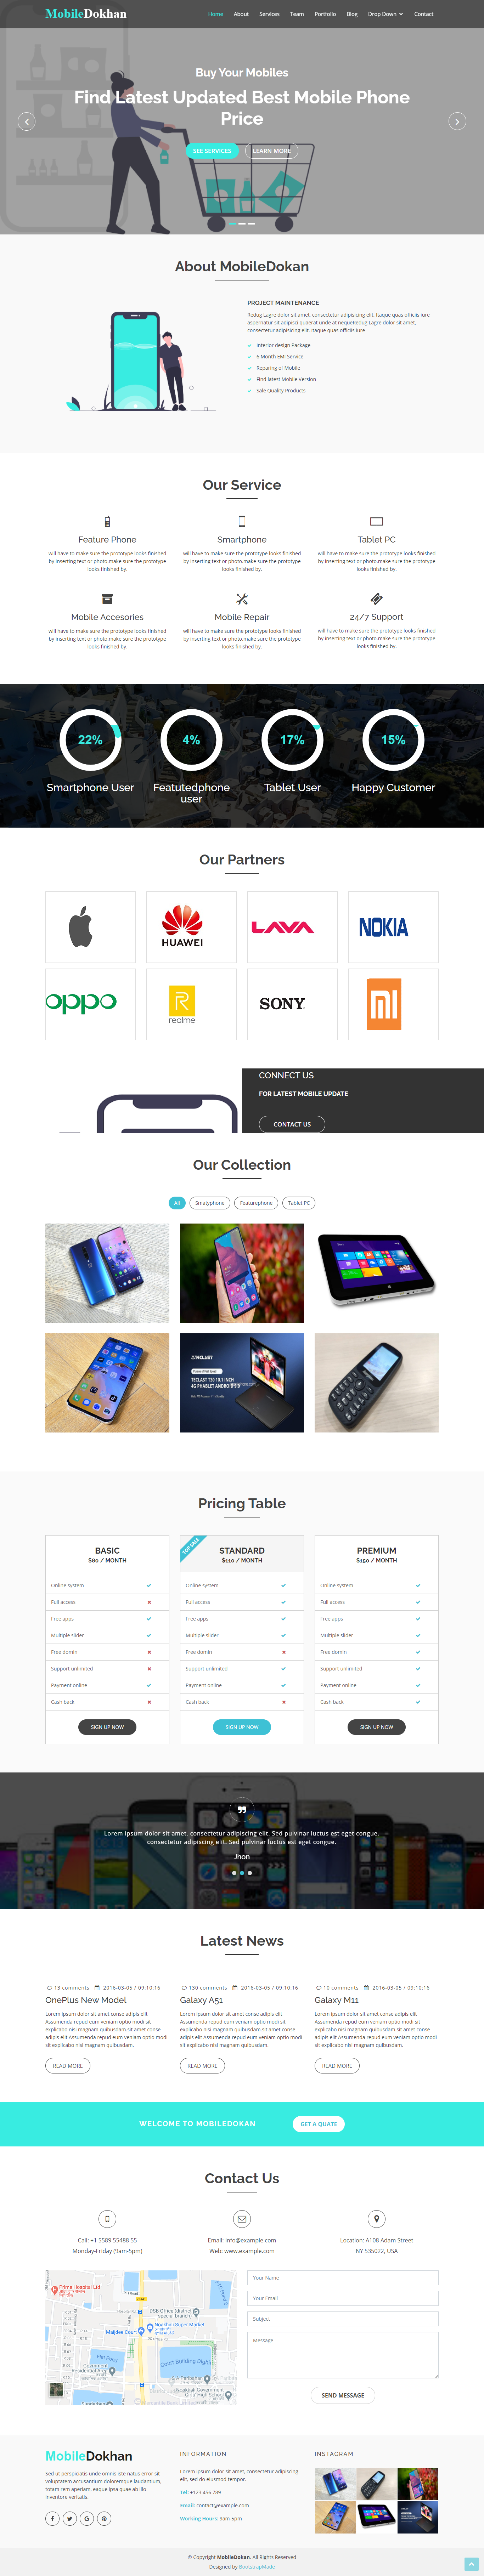 MobileDokhan
Home About Services Team Portfolio Blog Drop Down Contact
Buy Your Mobiles
Find Latest Updated Best Mobile Phone
Price
SEE SERVICES LEARN MORE
About MobileDokan
PROJECT MAINTENANCE
Redug Lagre dolor sit amet, consectetur adipisicing elit. Itaque quas officiis iure
aspernatur sit adipisci quaerat unde at nequeRedug Lagre dolor sit amet,
consectetur adipisicing elit. Itaque quas officiis iure
Interior design Package
6 Month EMI Service
Reparing of Mobile
Find latest Mobile Version
Sale Quality Products
Our Service
Feature Phone
will have to make sure the prototype looks finished
by inserting text or photo.make sure the prototype
looks finished by.
Smartphone
will have to make sure the prototype looks finished
by inserting text or photo.make sure the prototype
looks finished by.
Tablet PC
will have to make sure the prototype looks finished
by inserting text or photo.make sure the prototype
looks finished by.
Mobile Accesories
will have to make sure the prototype looks finished
by inserting text or photo.make sure the prototype
looks finished by.
Mobile Repair
will have to make sure the prototype looks finished
by inserting text or photo.make sure the prototype
looks finished by.
24/7 Support
will have to make sure the prototype looks finished
by inserting text or photo.make sure the prototype
looks finished by.
22% 4% 17% 15%
Smartphone User
Featutedphone
user
Tablet User
Happy Customer
Our Partners
HUAWEI
LAVA
NOKIA
oppo
R
realme
SONY
mi
CONNECT US
FOR LATEST MOBILE UPDATE
CONTACT US
Our Collection
All Smatyphone Featurephone Tablet PC
TECLAST
TECLAST T30 10.1 INCH
4G PHABLET ANDROID 9.0
Pricing Table
BASIC
$80 / MONTH
Online system
Full access
Free apps
Multiple slider
Free domin
Support unlimited
Payment online
Cash back
SIGN UP NOW
TOP SALE
STANDARD
$110 / MONTH
Online system
Full access
Free apps
Multiple slider
Free domin
Support unlimited
Payment online
Cash back
SIGN UP NOW
PREMIUM
$150 / MONTH
Online system
Full access
Free apps
Multiple slider
Free domin
Support unlimited
Payment online
Cash back
SIGN UP NOW
Lorem ipsum dolor sit amet, consectetur adipiscing elit. Sed pulvinar luctus est eget congue.
consectetur adipiscing elit. Sed pulvinar luctus est eget congue.
Jhon
Latest News
13 comments 2016-03-05 / 09:10:16
OnePlus New Model
Lorem ipsum dolor sit amet conse adipis elit
Assumenda repud eum veniam optio modi sit
explicabo nisi magnam quibusdam.sit amet conse
adipis elit Assumenda repud eum veniam optio modi
sit explicabo nisi magnam quibusdam.
READ MORE
130 comments 2016-03-05 / 09:10:16
Galaxy A51
Lorem ipsum dolor sit amet conse adipis elit
Assumenda repud eum veniam optio modi sit
explicabo nisi magnam quibusdam.sit amet conse
adipis elit Assumenda repud eum veniam optio modi
sit explicabo nisi magnam quibusdam.
READ MORE
10 comments 2016-03-05 / 09:10:16
Galaxy M11
Lorem ipsum dolor sit amet conse adipis elit
Assumenda repud eum veniam optio modi sit
explicabo nisi magnam quibusdam.sit amet conse
adipis elit Assumenda repud eum veniam optio modi
sit explicabo nisi magnam quibusdam.
READ MORE
WELCOME TO MOBILEDOKAN GET A QUATE
Contact Us
Call: +1 5589 55488 55
Monday-Friday (9am-5pm)
Email: info@example.com
Web: www.example.com
Location: A108 Adam Street
NY 535022, USA
Prime Hospital Ltd
DSB Office (district
special branch)
Noakhali Super Market
Maijdee Court
Court Building Dighi
Government
Residential Area
Noakhali Government
Girls High School
Your Name
Your Email
Subject
Message
SEND MESSAGE
MobileDokhan
Sed ut perspiciatis unde omnis iste natus error sit
voluptatem accusantium doloremque laudantium,
totam rem aperiam, eaque ipsa quae ab illo
inventore veritatis.
INFORMATION
Lorem ipsum dolor sit amet, consectetur adipisicing
elit, sed do eiusmod tempor.
Tel: +123 456 789
Email: contact@example.com
Working Hours: 9am-5pm
INSTAGRAM
© Copyright MobileDokan. All Rights Reserved
Designed by BootstrapMade